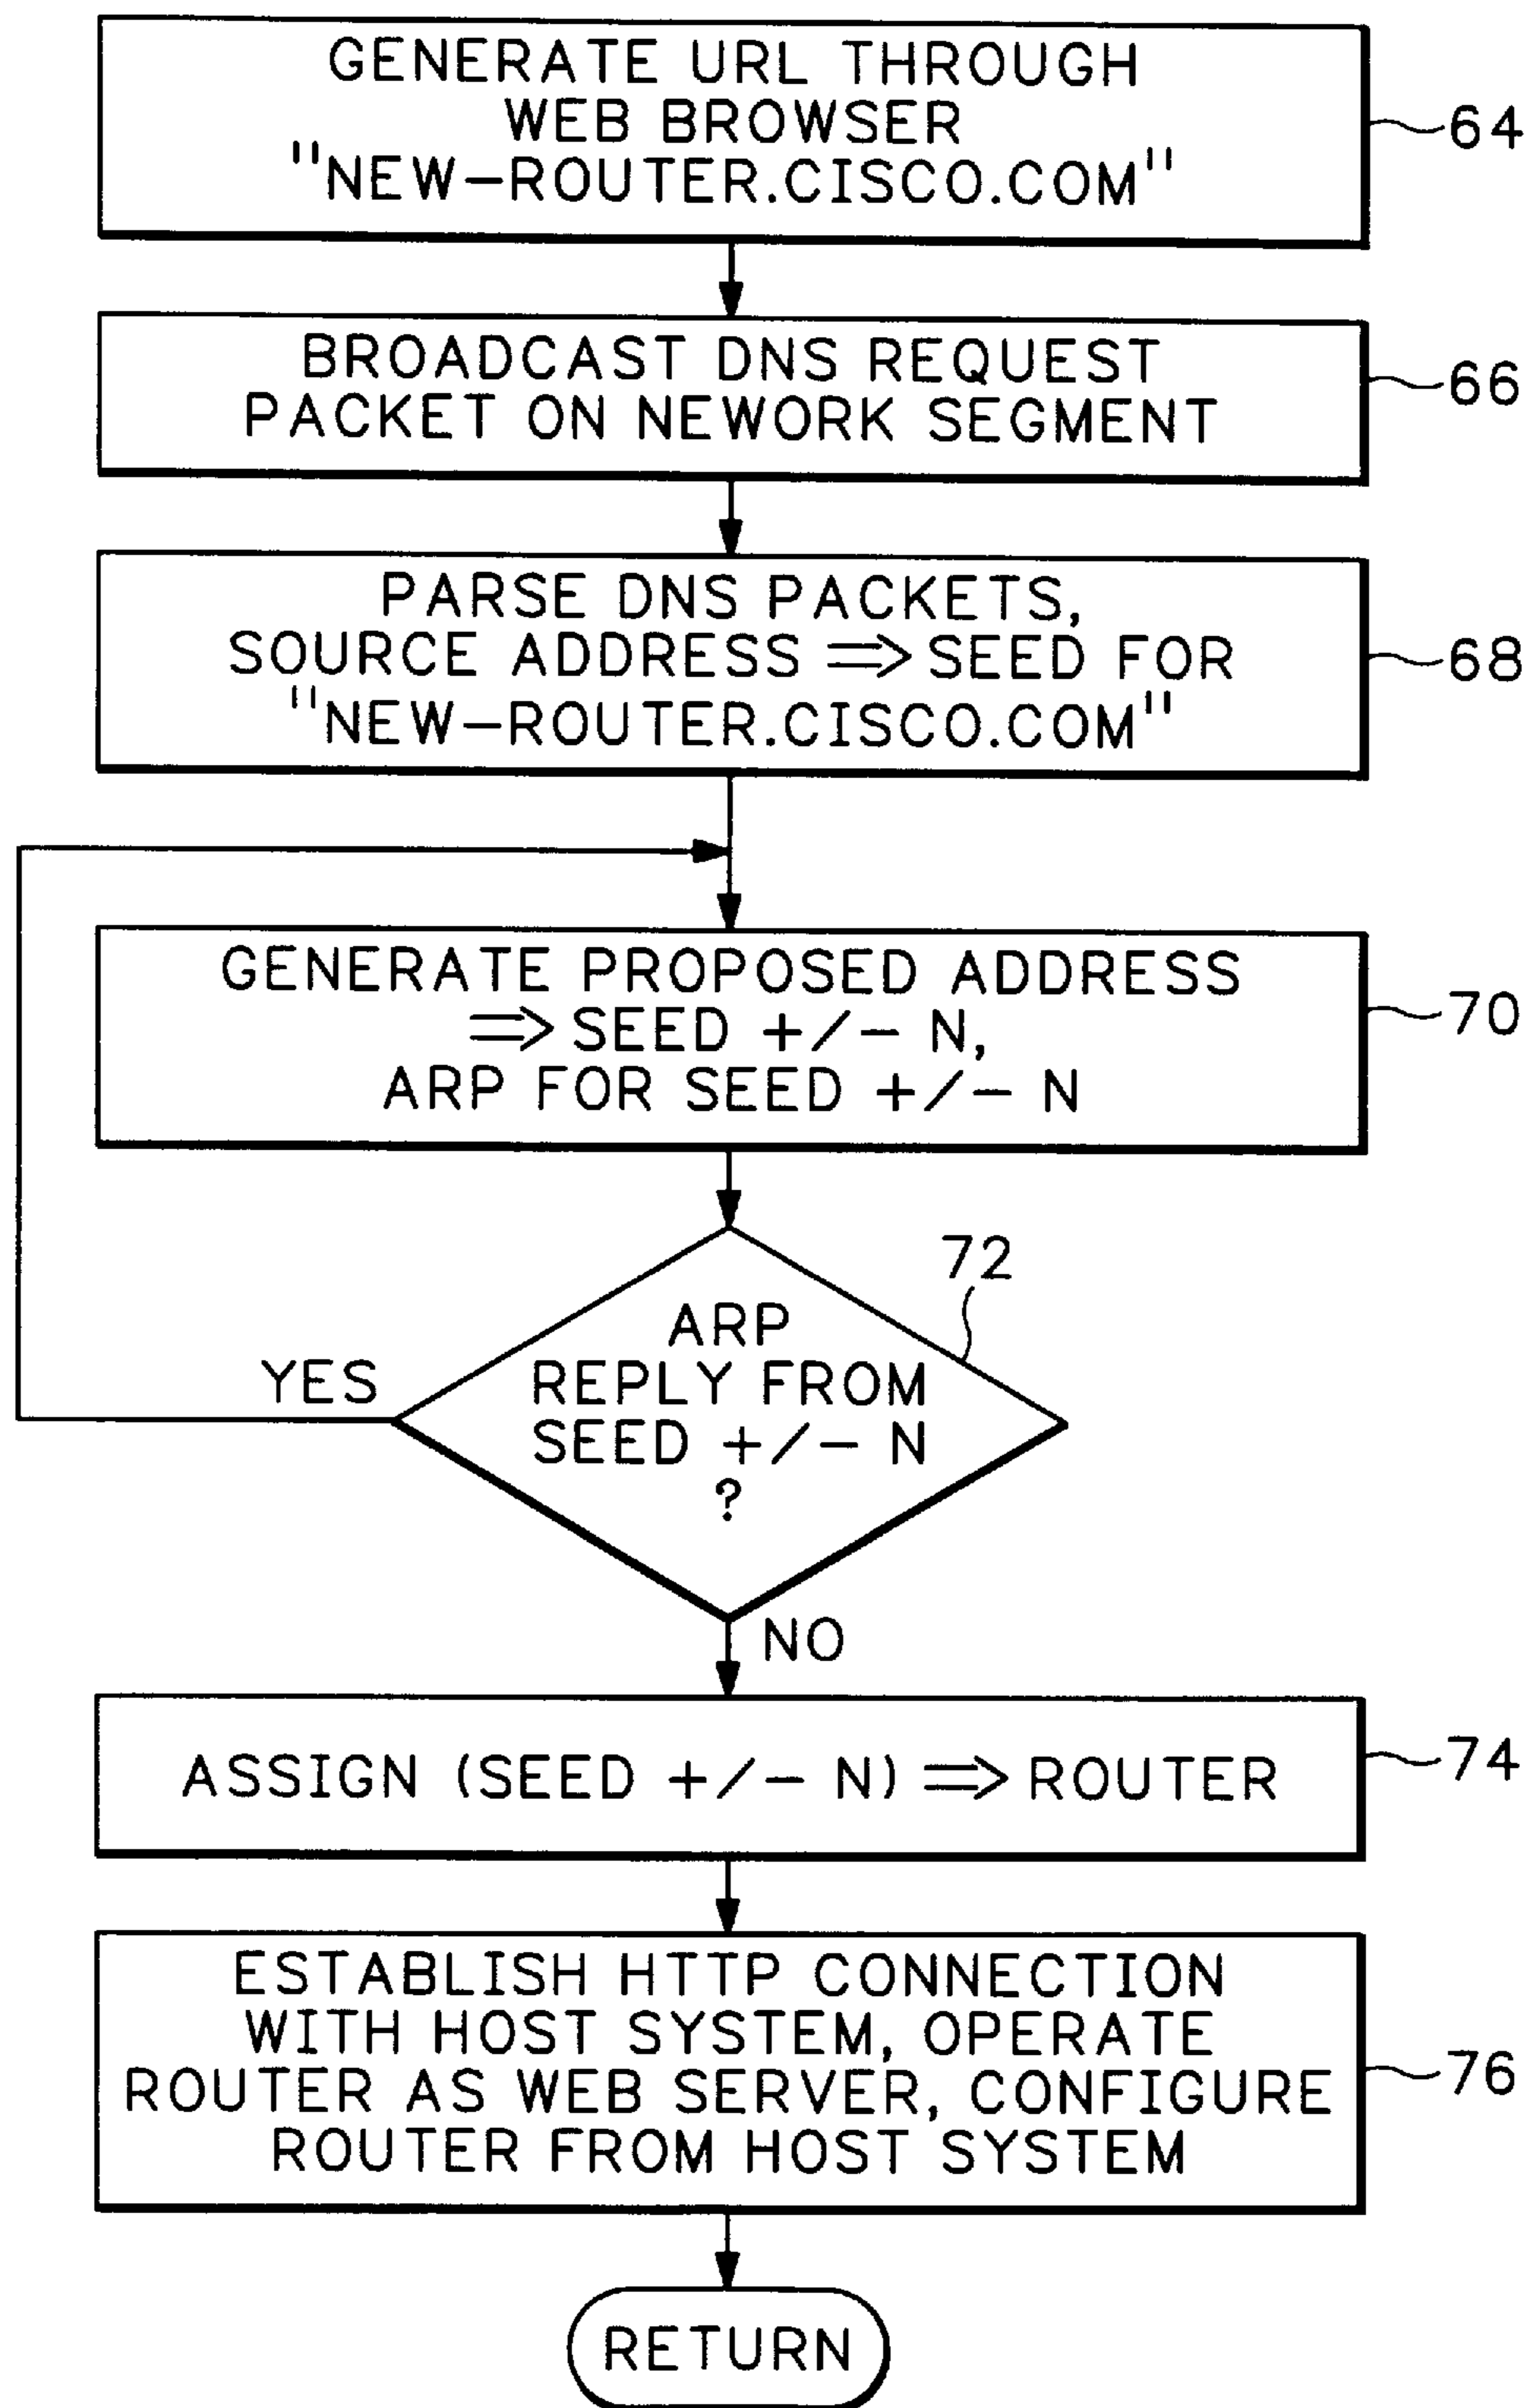 GENERATE URL THROUGH
WEB BROWSER
"NEW-ROUTER.CISCO.COM"
64
BROADCAST DNS REQUEST
PACKET ON NEWORK SEGMENT
66
PARSE DNS PACKETS,
SOURCE ADDRESS ⇒ SEED FOR
"NEW-ROUTER.CISCO.COM"
68
GENERATE PROPOSED ADDRESS
⇒ SEED +/- N,
ARP FOR SEED +/- N
70
72
ARP
REPLY FROM
SEED +/- N
?
YES
NO
ASSIGN (SEED +/- N) ⇒ ROUTER
74
ESTABLISH HTTP CONNECTION
WITH HOST SYSTEM, OPERATE
ROUTER AS WEB SERVER, CONFIGURE
ROUTER FROM HOST SYSTEM
76
RETURN